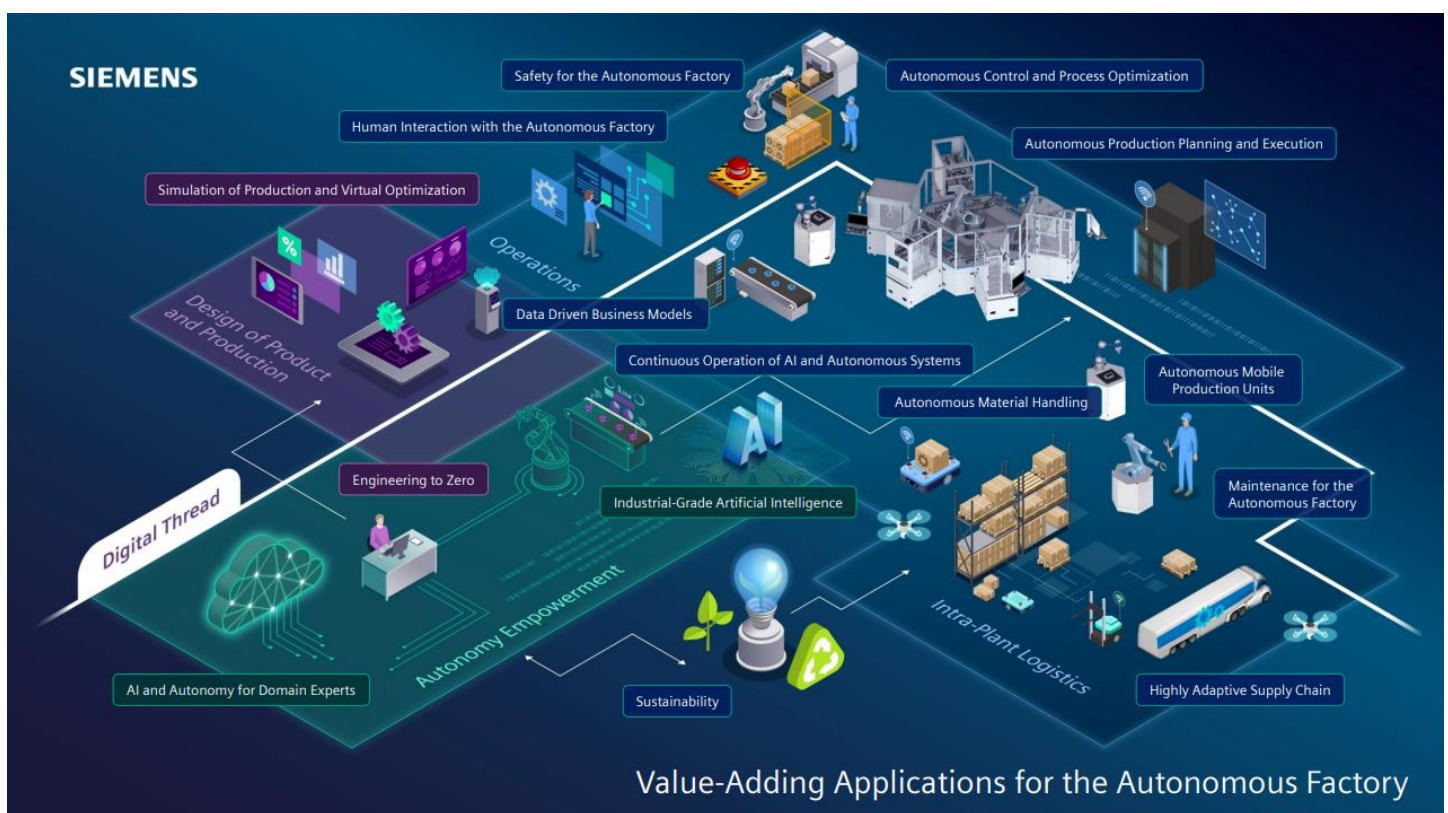 SIEMENS
Safety for the Autonomous Factory
Autonomous Control and Process Optimization
Human Interaction with the Autonomous Factory
Autonomous Production Planning and Execution
Simulation of Production and Virtual Optimization
Operations
Design of Product
and Production
Data Driven Business Models
Continuous Operation of AI and Autonomous Systems
Autonomous Mobile
Production Units
Autonomous Material Handling
%
AI
Engineering to Zero
Industrial-Grade Artificial Intelligence
Maintenance for the
Autonomous Factory
Digital Thread
Autonomy Empowerment
Intra-Plant Logistics
AI and Autonomy for Domain Experts
Sustainability
Highly Adaptive Supply Chain
Value-Adding Applications for the Autonomous Factory